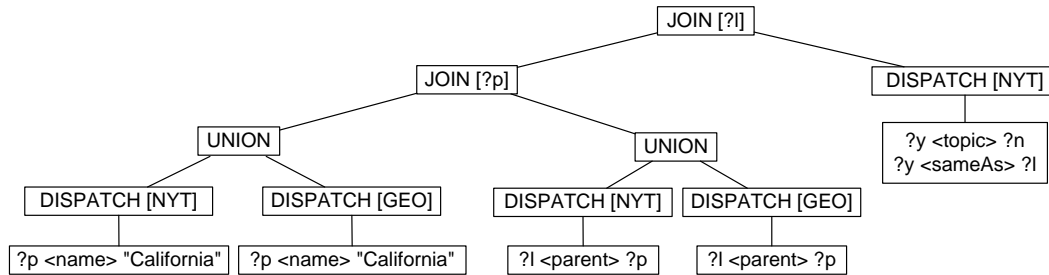 JOIN [?l]
JOIN [?p]
DISPATCH [NYT]
UNION
UNION
?y <topic> ?n
?y <sameAs> ?l
DISPATCH [NYT]
DISPATCH [GEO]
DISPATCH [NYT]
DISPATCH [GEO]
?p <name> "California"
?p <name> "California"
?l <parent> ?p
?l <parent> ?p